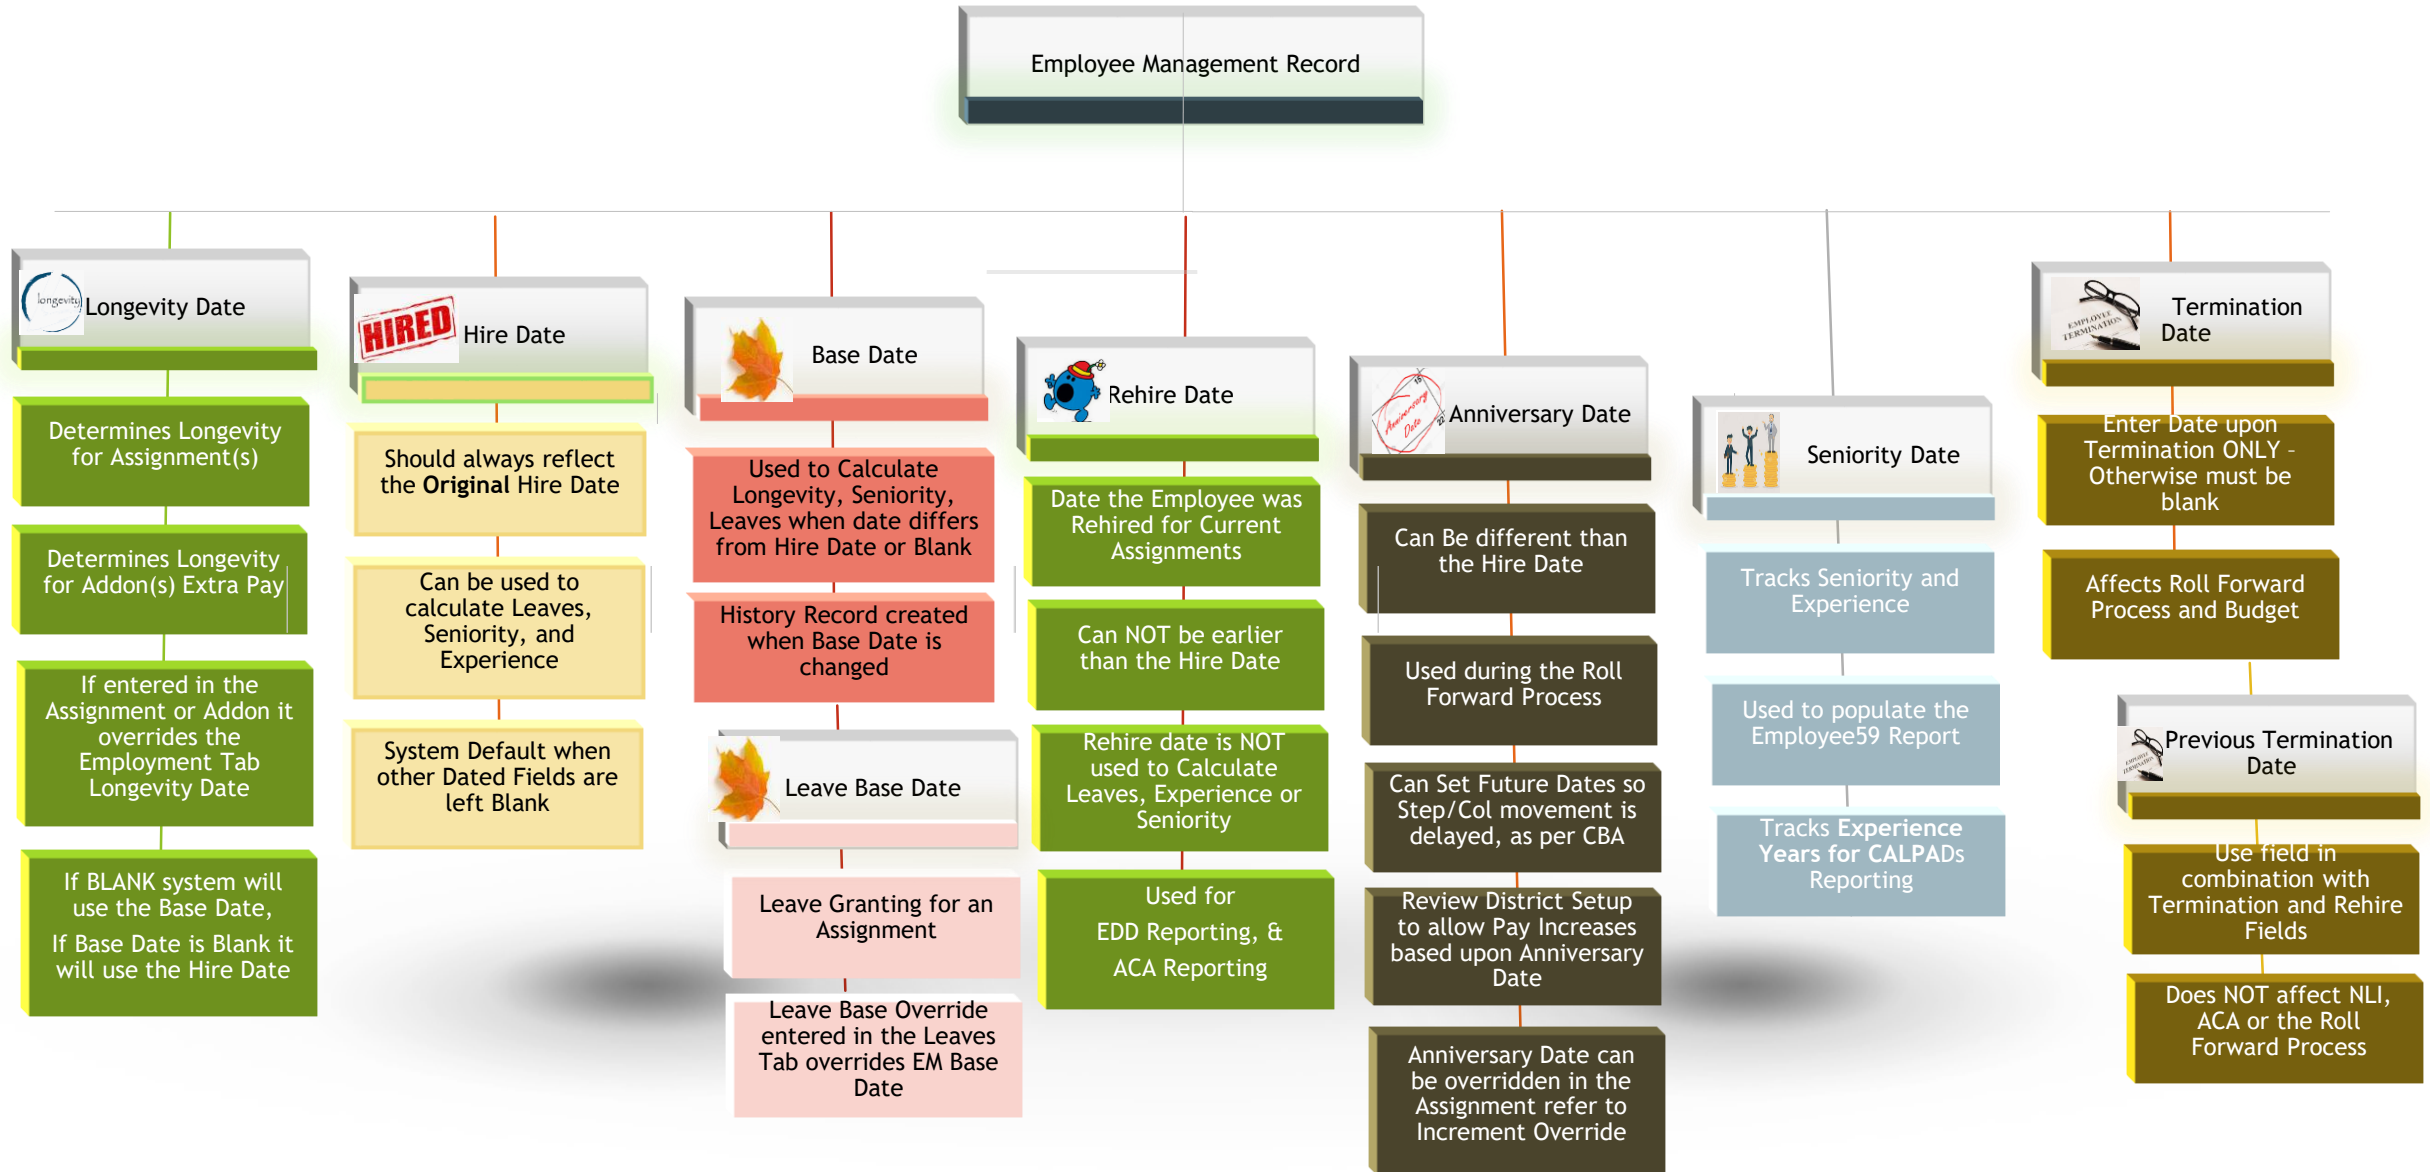 Employee Management Record
longevity
Longevity Date
Determines Longevity
for Assignment(s)
Determines Longevity
for Addon(s) Extra Pay
If entered in the
Assignment or Addon it
overrides the
Employment Tab
Longevity Date
If BLANK system will
use the Base Date,
If Base Date is Blank it
will use the Hire Date
HIRED
Hire Date
Should always reflect
the Original Hire Date
Can be used to
calculate Leaves,
Seniority, and
Experience
System Default when
other Dated Fields are
left Blank
Base Date
Used to Calculate
Longevity, Seniority,
Leaves when date differs
from Hire Date or Blank
History Record created
when Base Date is
changed
Leave Base Date
Leave Granting for an
Assignment
Leave Base Override
entered in the Leaves
Tab overrides EM Base
Date
Rehire Date
Date the Employee was
Rehired for Current
Assignments
Can NOT be earlier
than the Hire Date
Rehire date is NOT
used to Calculate
Leaves, Experience or
Seniority
Used for
EDD Reporting, &
ACA Reporting
15
Anniversary
Date
22
Anniversary Date
Can Be different than
the Hire Date
Used during the Roll
Forward Process
Can Set Future Dates so
Step/Col movement is
delayed, as per CBA
Review District Setup
to allow Pay Increases
based upon Anniversary
Date
Anniversary Date can
be overridden in the
Assignment refer to
Increment Override
Seniority Date
Tracks Seniority and
Experience
Used to populate the
Employee59 Report
Tracks Experience
Years for CALPADs
Reporting
EMPLOYEE
TERMINATION
Termination
Date
Enter Date upon
Termination ONLY –
Otherwise must be
blank
Affects Roll Forward
Process and Budget
EMPLOYEE
TERMINATION
Previous Termination
Date
Use field in
combination with
Termination and Rehire
Fields
Does NOT affect NLI,
ACA or the Roll
Forward Process